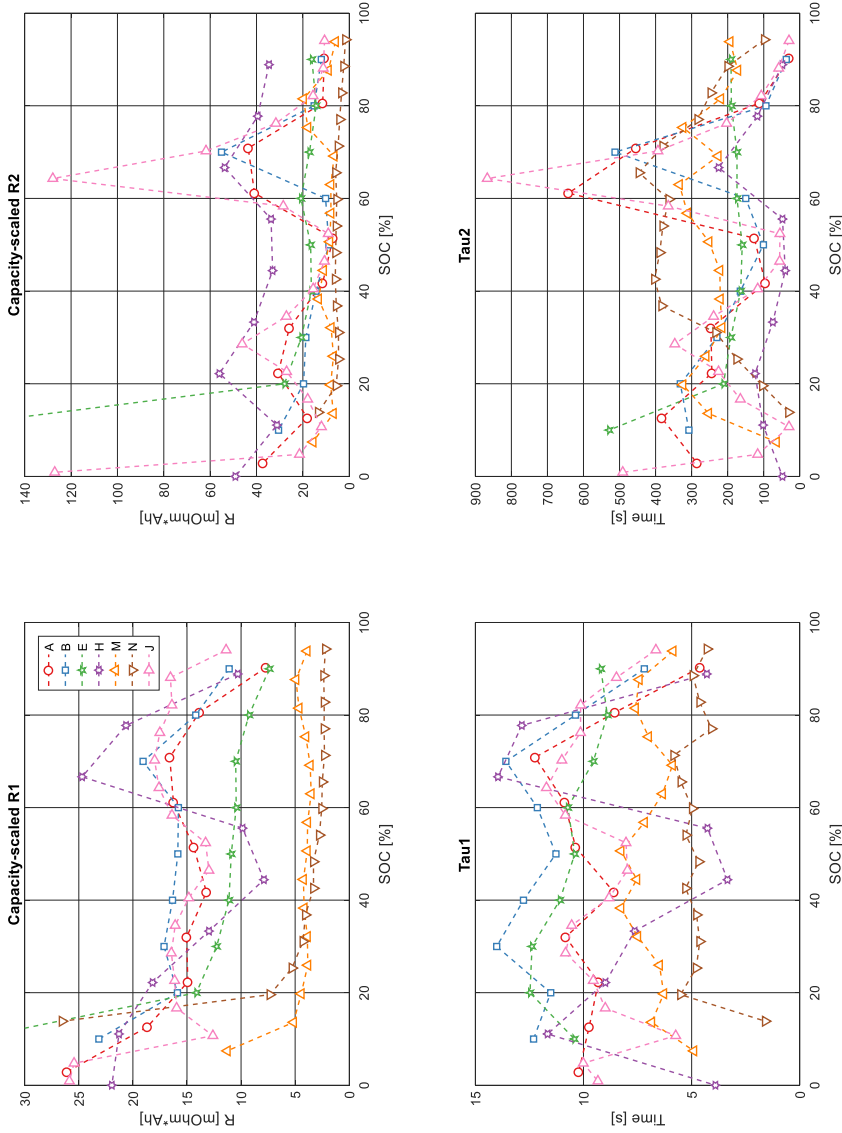 Capacity-scaled R1
R [mOhm*Ah]
30
25
20
15
10
5
0
0
20
40
60
80
100
SOC [%]
A
B
E
H
M
N
J
Capacity-scaled R2
R [mOhm*Ah]
140
120
100
80
60
40
20
0
0
20
40
60
80
100
SOC [%]
Tau1
Time [s]
15
10
5
0
0
20
40
60
80
100
SOC [%]
Tau2
Time [s]
900
800
700
600
500
400
300
200
100
0
0
20
40
60
80
100
SOC [%]